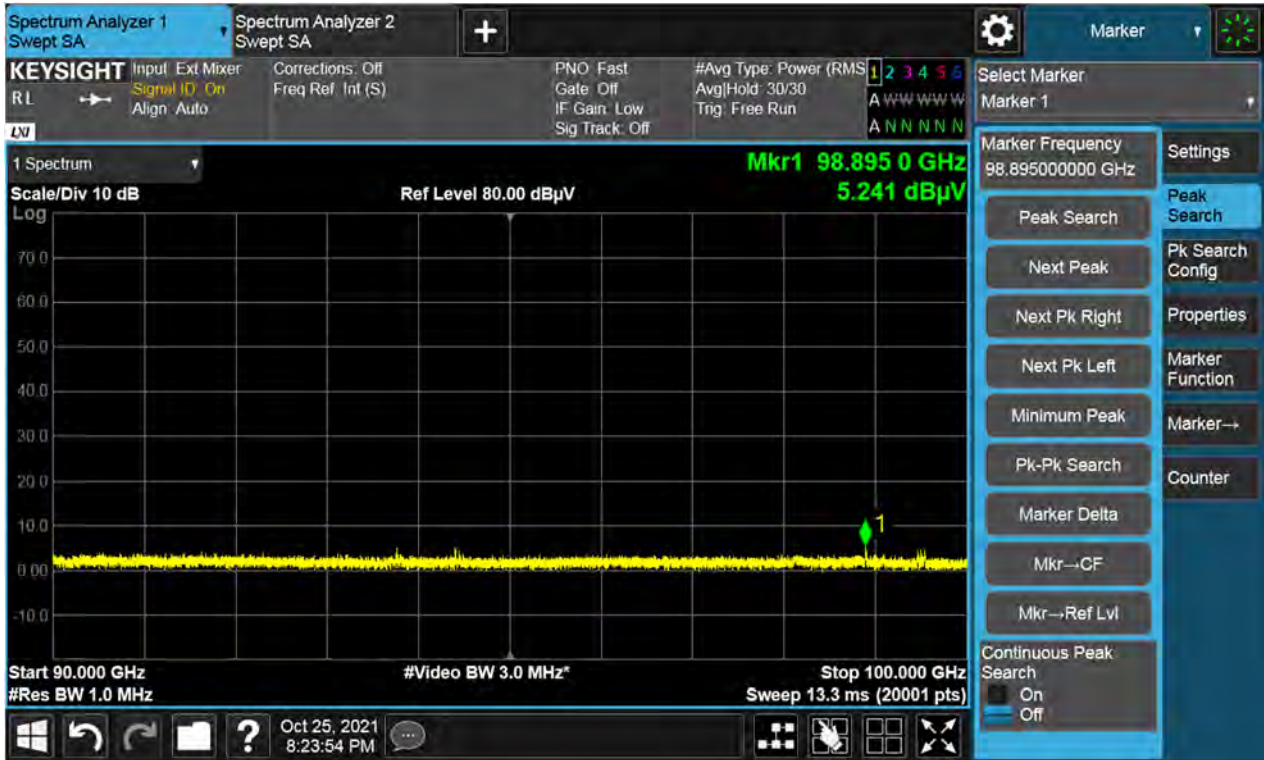 Spectrum Analyzer 1
Swept SA
Spectrum Analyzer 2
Swept SA
+
Marker
KEYSIGHT
RL
LXI
Input: Ext Mixer
Signal ID: On
Align: Auto
Corrections: Off
Freq Ref: Int (S)
PNO: Fast
Gate: Off
IF Gain: Low
Sig Track: Off
#Avg Type: Power (RMS
Avg|Hold: 30/30
Trig: Free Run
1 2 3 4 5 6
A W W W W W
A N N N N N
Select Marker
Marker 1
1 Spectrum
Scale/Div 10 dB
Ref Level 80.00 dBµV
Mkr1 98.895 0 GHz
5.241 dBµV
Log
70.0
60.0
50.0
40.0
30.0
20.0
10.0
0.00
-10.0
1
Start 90.000 GHz
#Res BW 1.0 MHz
#Video BW 3.0 MHz*
Stop 100.000 GHz
Sweep 13.3 ms (20001 pts)
Marker Frequency
98.895000000 GHz
Peak Search
Next Peak
Next Pk Right
Next Pk Left
Minimum Peak
Pk-Pk Search
Marker Delta
Mkr→CF
Mkr→Ref Lvl
Continuous Peak
Search
On
Off
Settings
Peak
Search
Pk Search
Config
Properties
Marker
Function
Marker→
Counter
?
Oct 25, 2021
8:23:54 PM